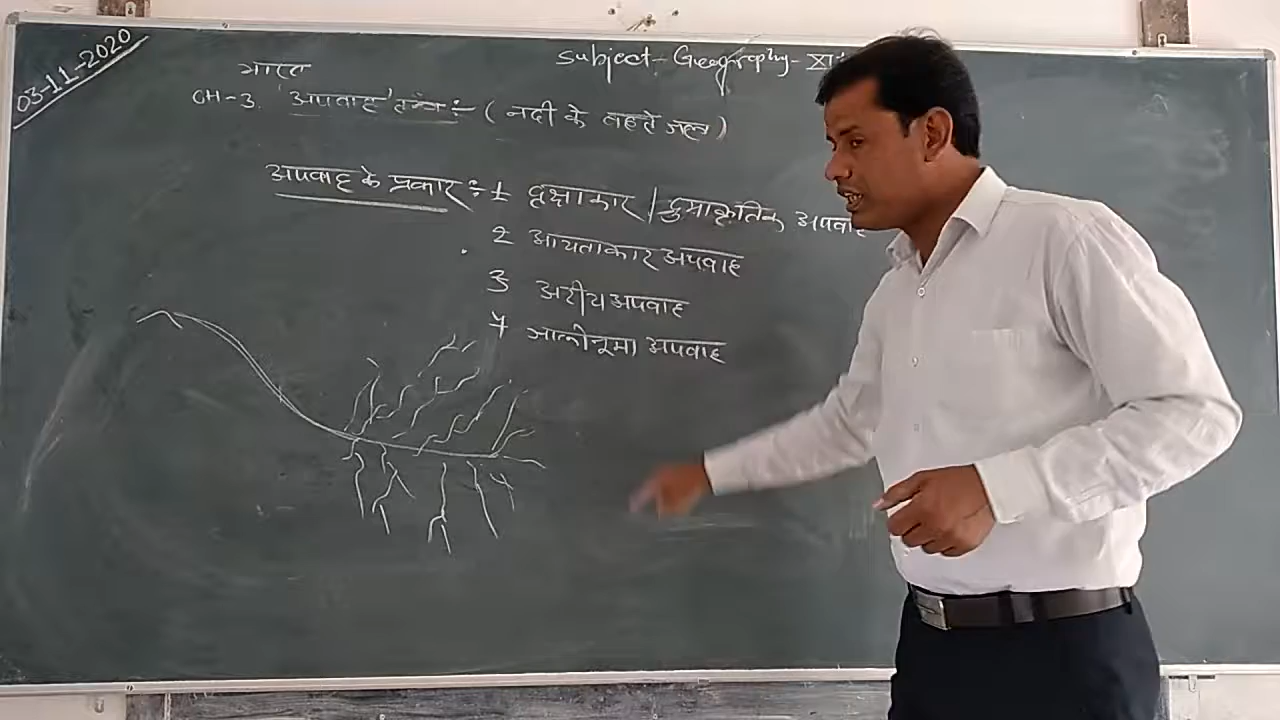 03-11-2020
Subject - Geography - XI
भारत
CH-3. 'अपवाह' तंत्र :- ( नदी के बहते जल )
अपवाह के प्रकार :- 1 वृक्षाकार / द्रुमाकृतिक अपवाह
2 आयताकार अपवाह
3 अरीय अपवाह
4 जालीनूमा अपवाह